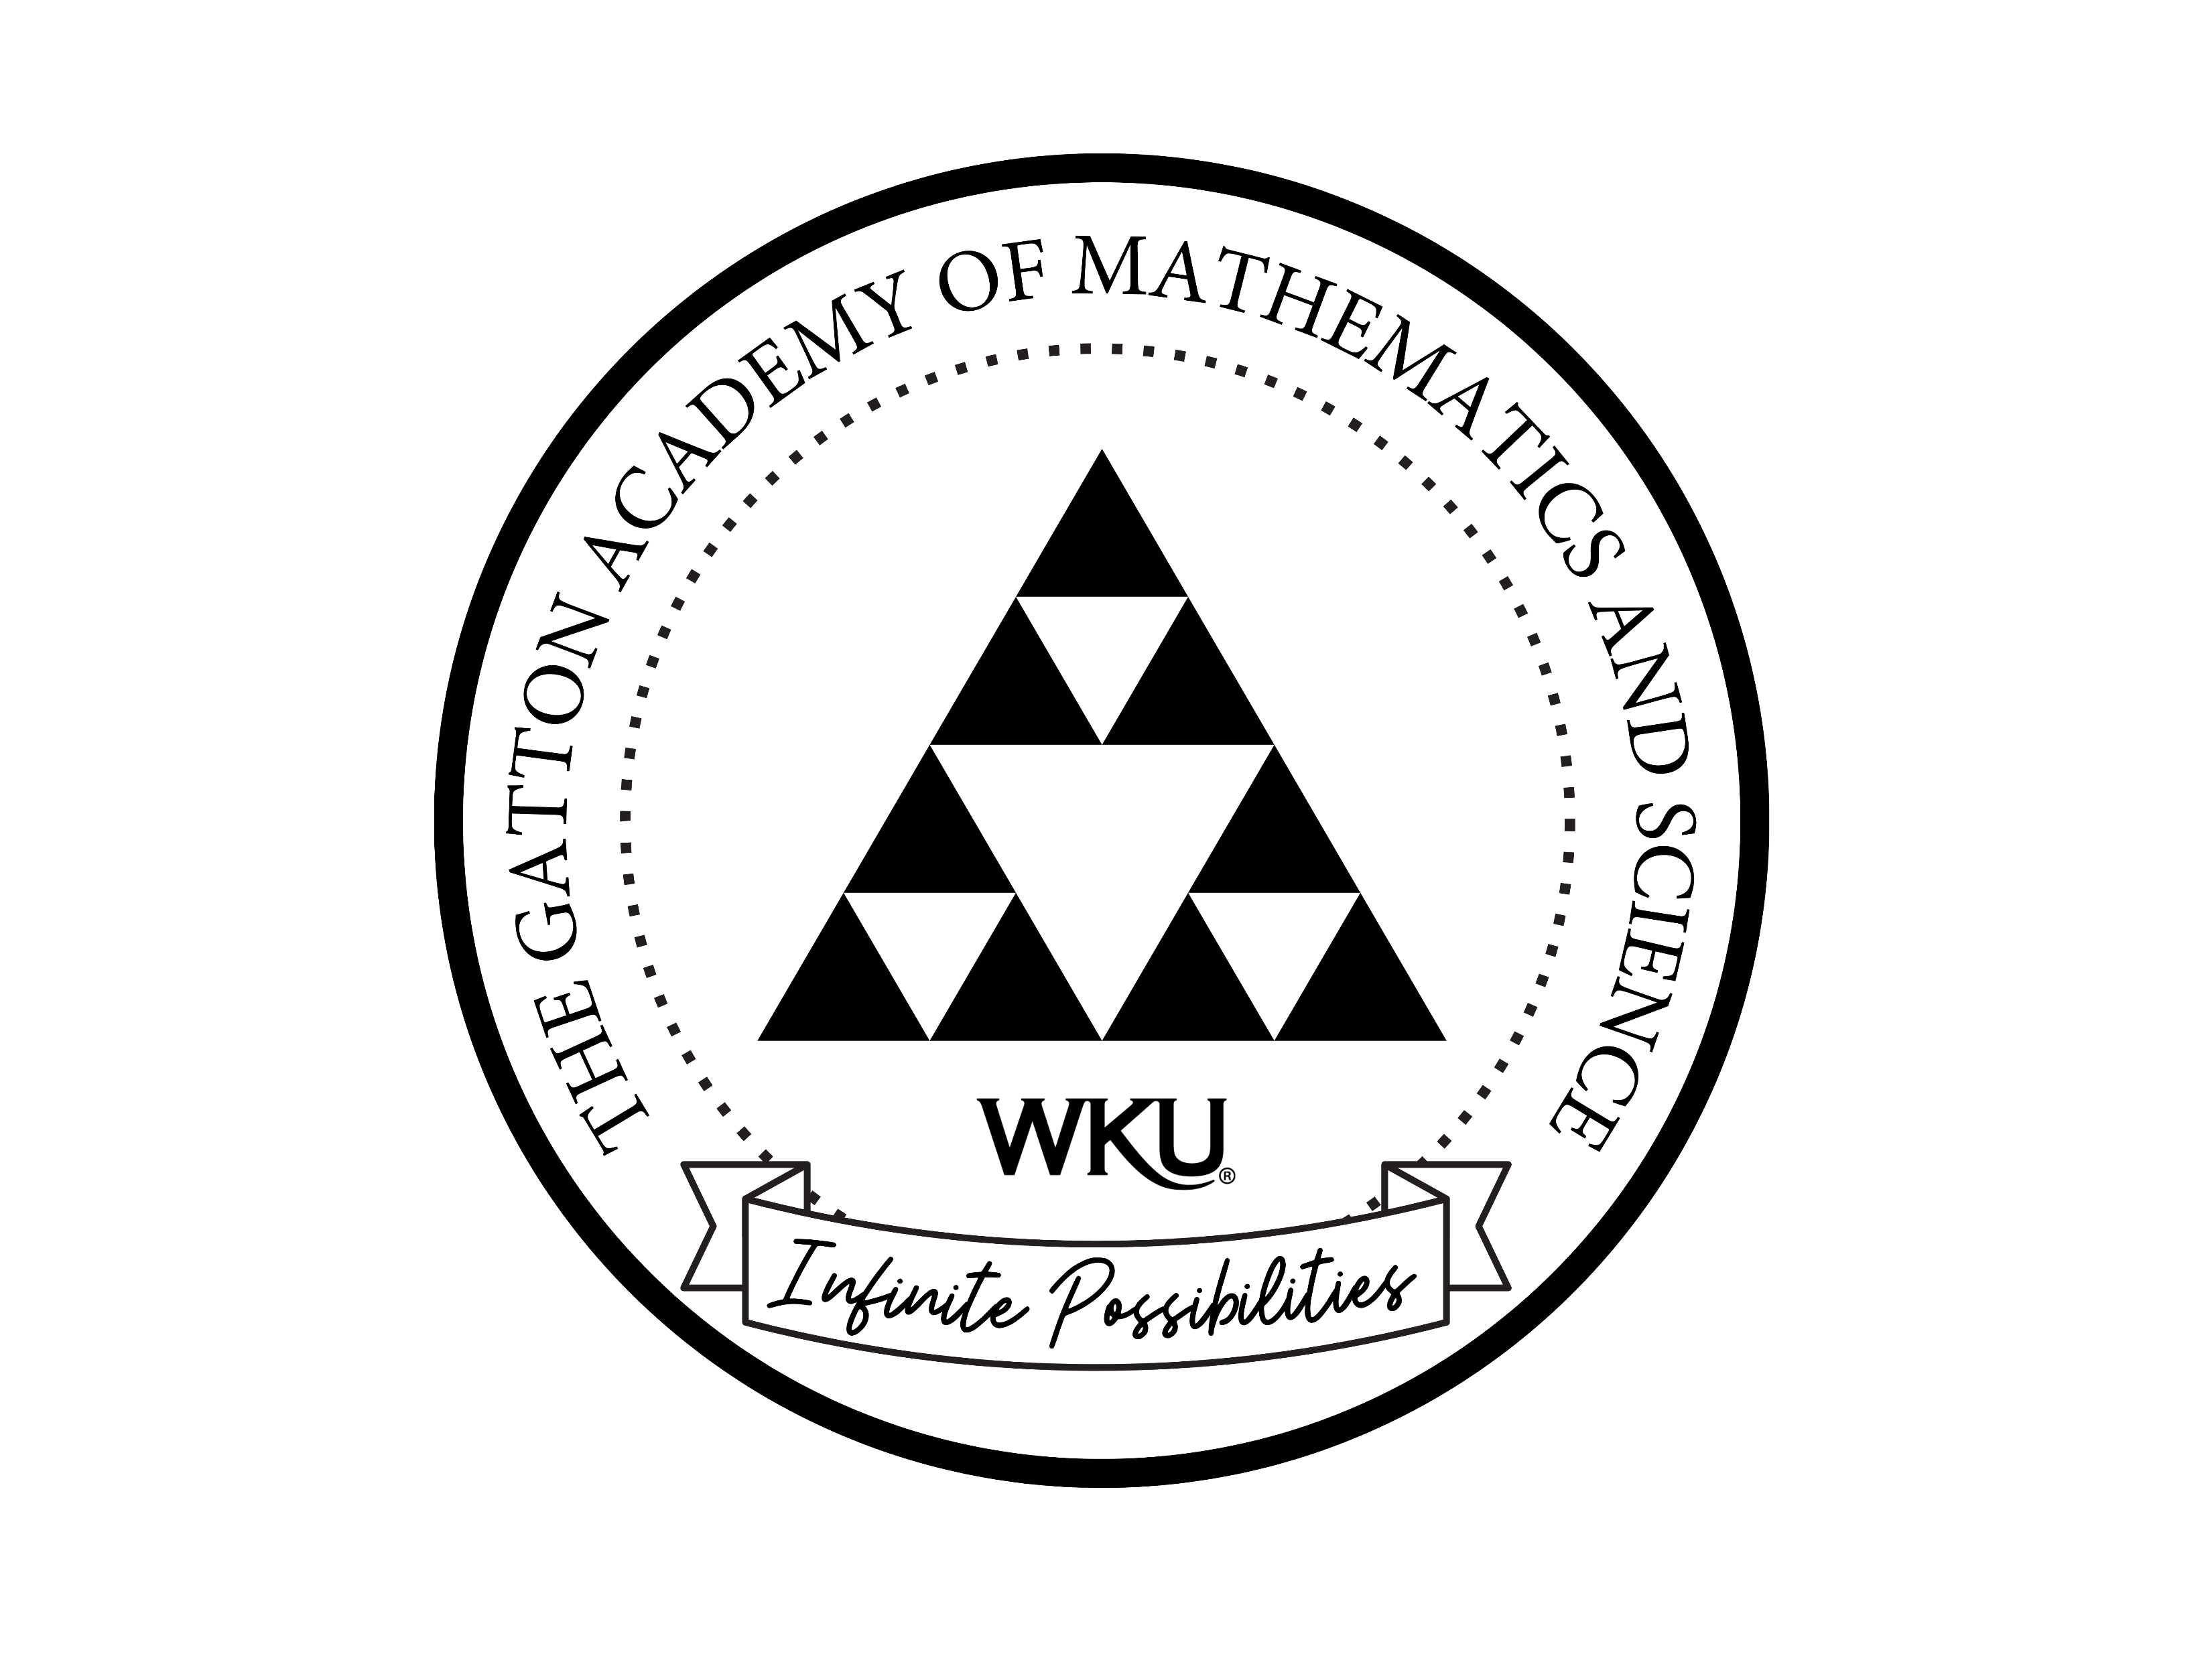 THE GATTON ACADEMY OF MATHEMATICS AND SCIENCE
WKU®
Infinite Possibilities